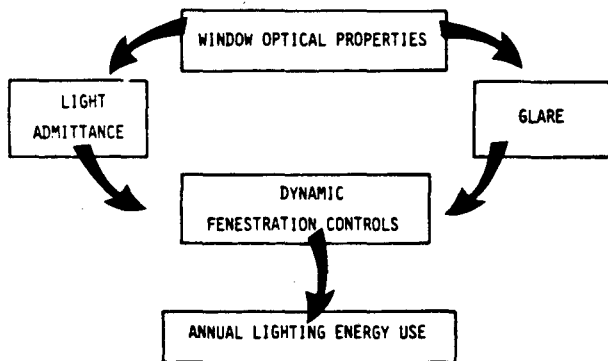 WINDOW OPTICAL PROPERTIES
LIGHT
ADMITTANCE
GLARE
DYNAMIC
FENESTRATION CONTROLS
ANNUAL LIGHTING ENERGY USE